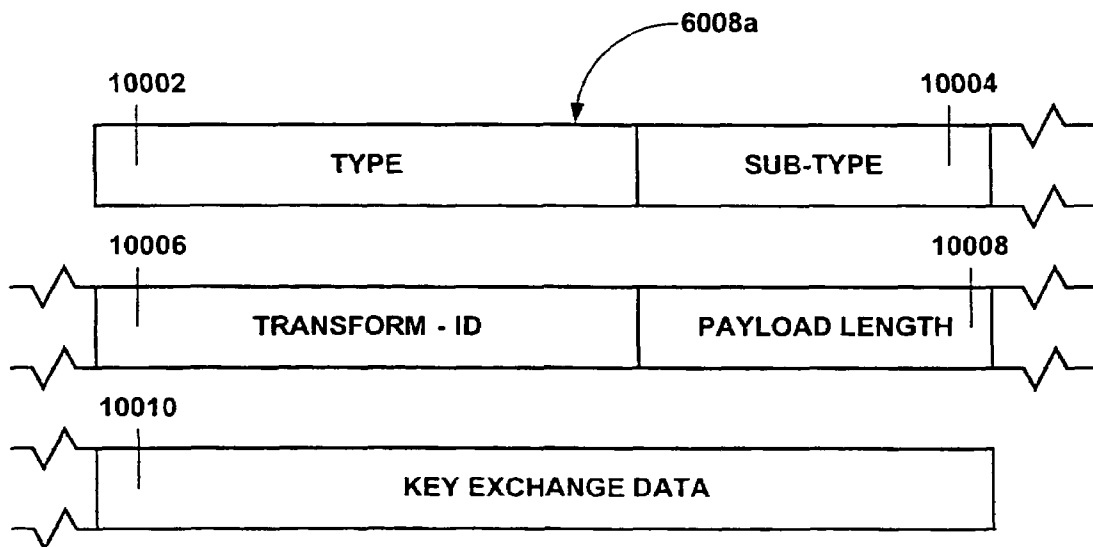 6008a
10002
10004
TYPE
SUB-TYPE
10006
10008
TRANSFORM - ID
PAYLOAD LENGTH
10010
KEY EXCHANGE DATA